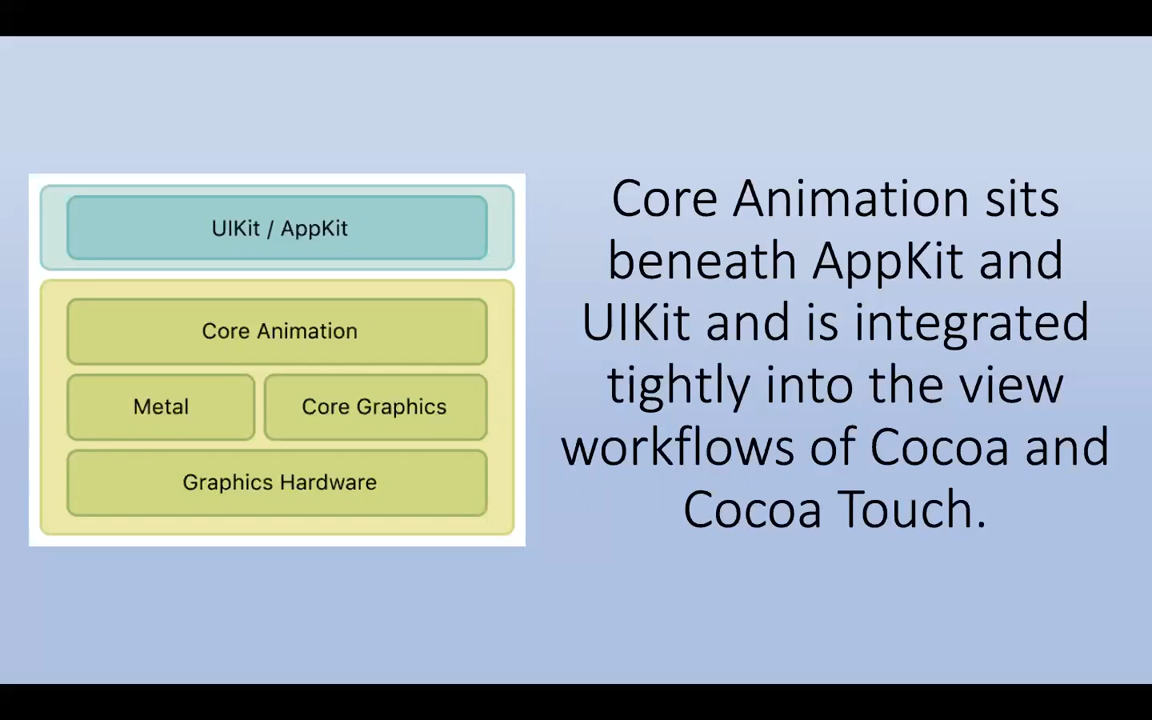 UIKit / AppKit
Core Animation
Metal
Core Graphics
Graphics Hardware
Core Animation sits
beneath AppKit and
UIKit and is integrated
tightly into the view
workflows of Cocoa and
Cocoa Touch.